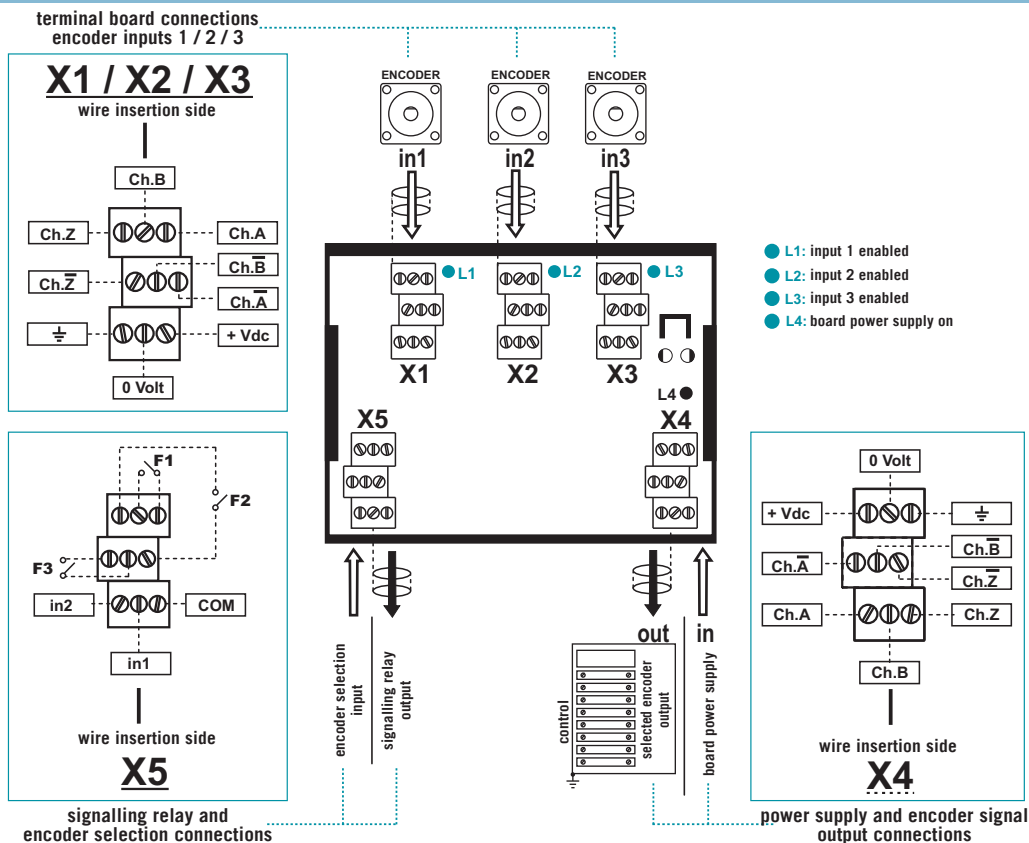 terminal board connections
encoder inputs 1 / 2 / 3
X1 / X2 / X3
wire insertion side
Ch.B
Ch.Z
Ch.A
Ch.B̅
Ch.Z̅
Ch.A̅
⏚
+ Vdc
0 Volt
ENCODER
ENCODER
ENCODER
in1
in2
in3
L1
L2
L3
X1
X2
X3
L4
X5
X4
L1: input 1 enabled
L2: input 2 enabled
L3: input 3 enabled
L4: board power supply on
F1
F2
F3
in2
COM
in1
wire insertion side
X5
signalling relay and
encoder selection connections
encoder selection
input
signalling relay
output
out
in
control
selected encoder
output
board power supply
0 Volt
+ Vdc
⏚
Ch.B̅
Ch.A̅
Ch.Z̅
Ch.A
Ch.Z
Ch.B
wire insertion side
X4
power supply and encoder signal
output connections